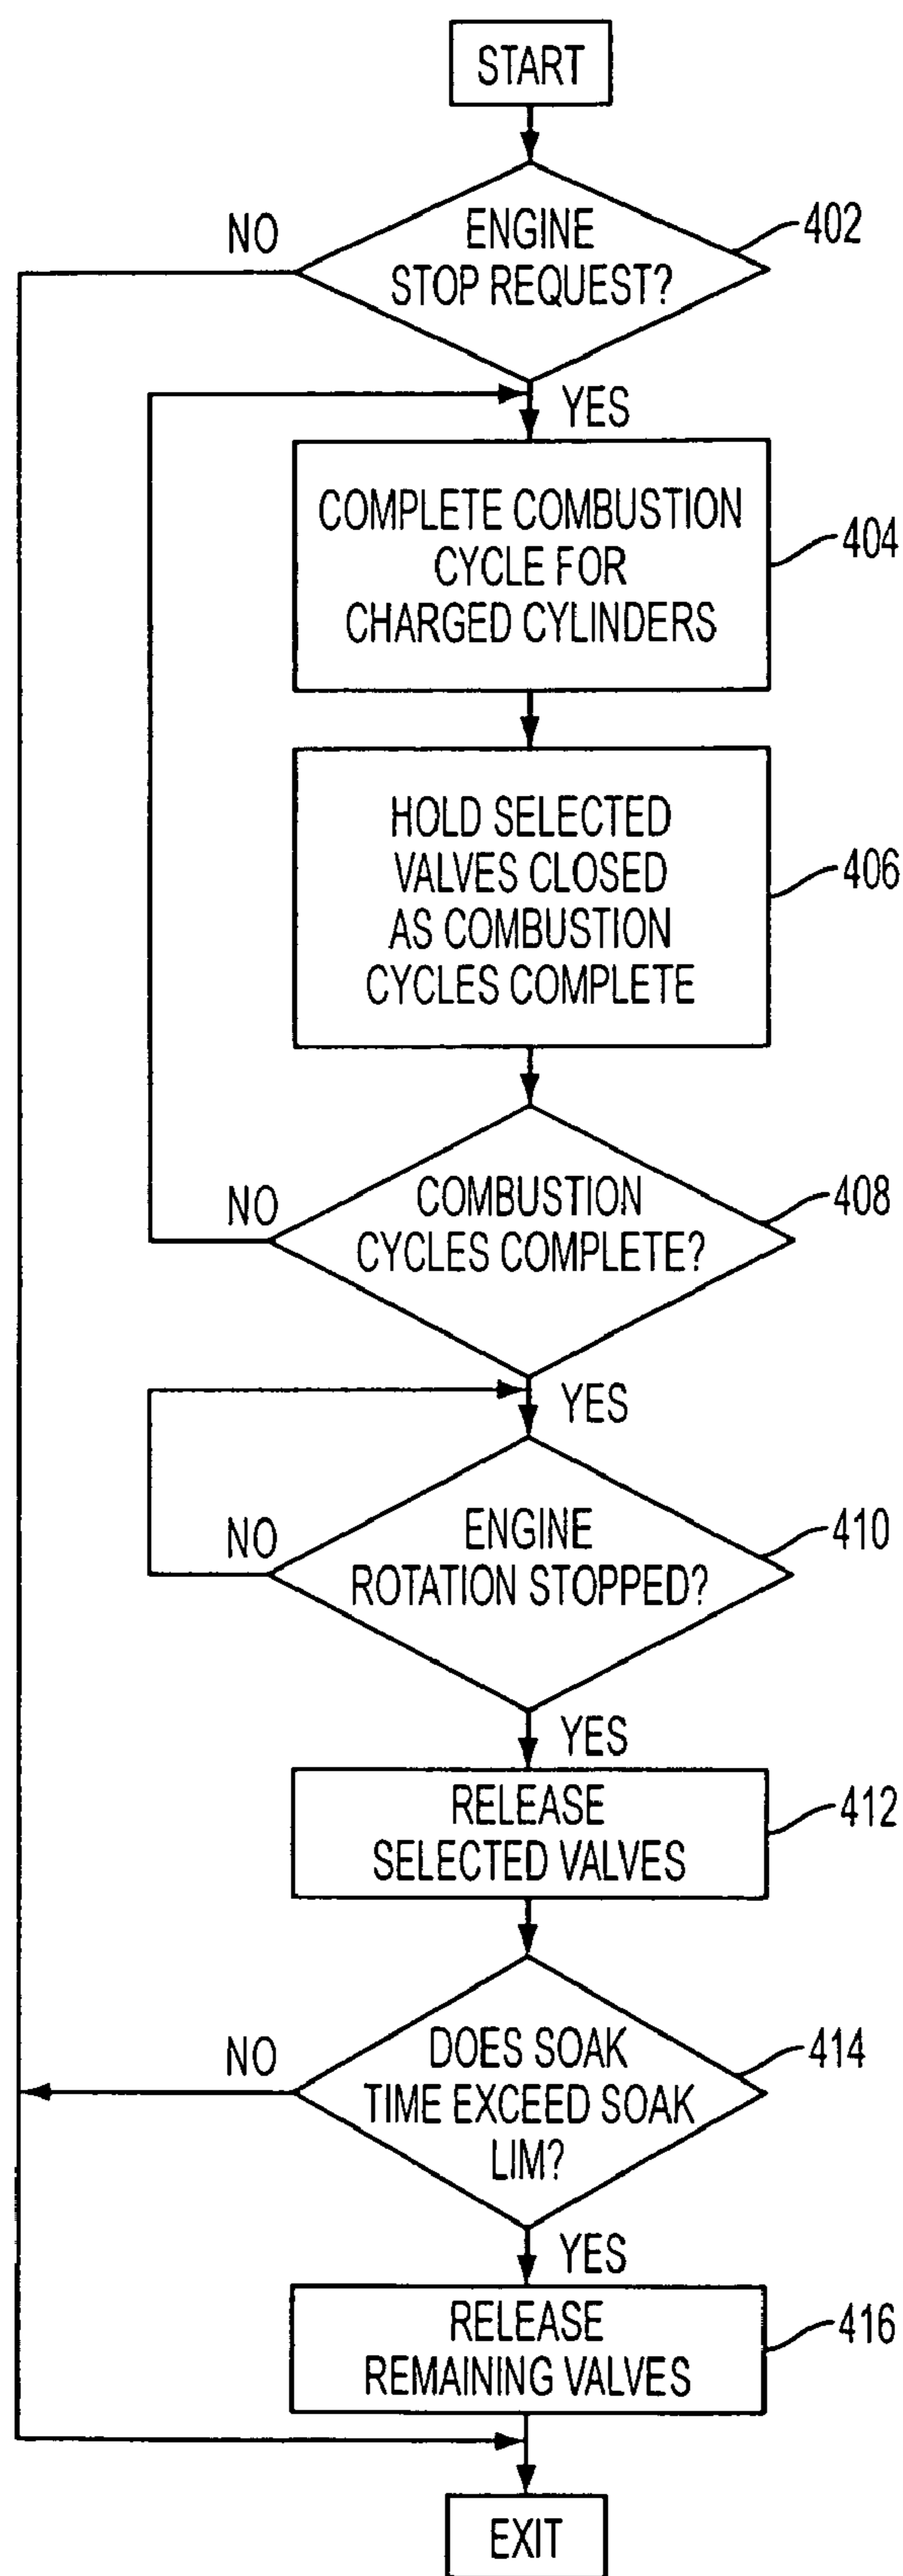 START
NO
ENGINE
STOP REQUEST?
402
YES
COMPLETE COMBUSTION
CYCLE FOR
CHARGED CYLINDERS
404
HOLD SELECTED
VALVES CLOSED
AS COMBUSTION
CYCLES COMPLETE
406
NO
COMBUSTION
CYCLES COMPLETE?
408
YES
NO
ENGINE
ROTATION STOPPED?
410
YES
RELEASE
SELECTED VALVES
412
NO
DOES SOAK
TIME EXCEED SOAK
LIM?
414
YES
RELEASE
REMAINING VALVES
416
EXIT